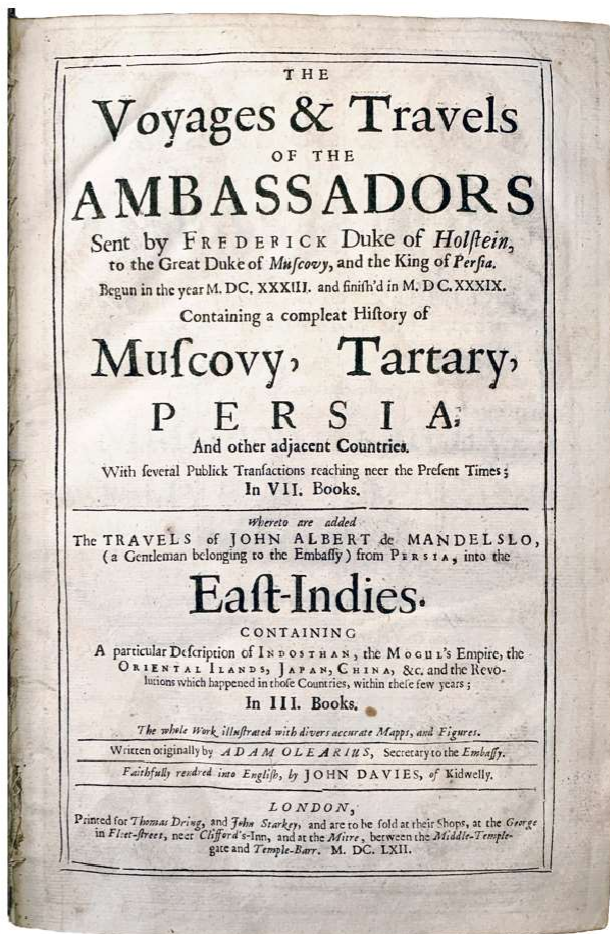 THE
Voyages & Travels
OF THE
AMBASSADORS
Sent by FREDERICK Duke of Holſtein,
to the Great Duke of Muſcovy, and the King of Perſia.
Begun in the year M. DC. XXXIII. and finiſh'd in M. DC. XXXIX.
Containing a compleat Hiſtory of
Muſcovy, Tartary,
PERSIA;
And other adjacent Countries.
With ſeveral Publick Tranſactions reaching neer the Preſent Times;
In VII. Books.
Whereto are added
The TRAVELS of JOHN ALBERT de MANDELSLO,
(a Gentleman belonging to the Embaſſy) from PERSIA, into the
Eaſt-Indies.
CONTAINING
A particular Deſcription of INDOSTHAN, the MOGUL's Empire, the
ORIENTAL ILANDS, JAPAN, CHINA, &c. and the Revo-
lutions which happened in thoſe Countries, within theſe few years;
In III. Books.
The whole Work illuſtrated with divers accurate Mapps, and Figures.
Written originally by ADAM OLEARIUS, Secretary to the Embaſſy.
Faithfully rendred into Engliſh, by JOHN DAVIES, of Kidwelly.
LONDON,
Printed for Thomas Dring, and John Starkey, and are to be ſold at their Shops, at the George
in Fleet-ſtreet, neer Clifford's-Inn, and at the Mitre, between the Middle-Temple-
gate and Temple-Barr. M. DC. LXII.